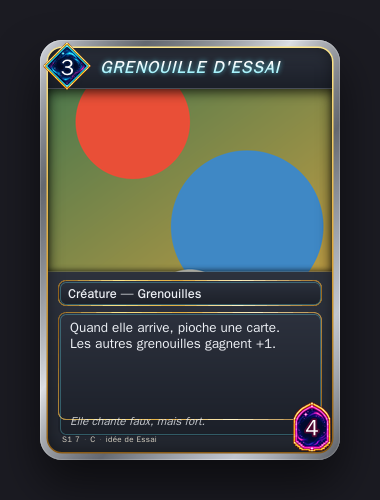 3
GRENOUILLE D'ESSAI
Créature — Grenouilles
Quand elle arrive, pioche une carte.
Les autres grenouilles gagnent +1.
Elle chante faux, mais fort.
4
S1 7 · C · idée de Essai